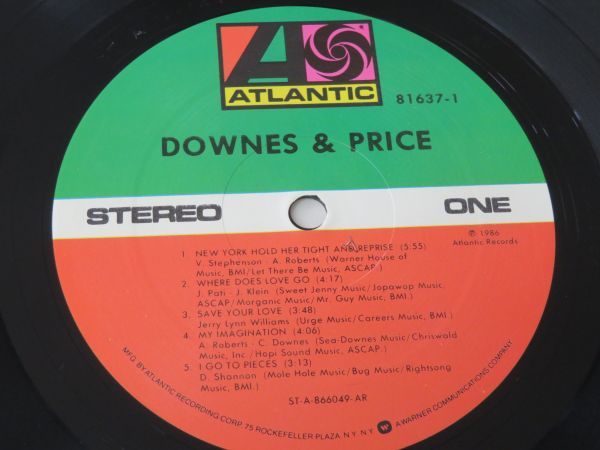 ATLANTIC
81637-1
DOWNES & PRICE
STEREO
ONE
℗ 1986
Atlantic Records
1 NEW YORK HOLD HER TIGHT AND REPRISE (5:55)
V. Stephenson - A. Roberts (Warner House of
Music, BMI/Let There Be Music, ASCAP.)
2. WHERE DOES LOVE GO (4:17)
J. Pati - J. Klein (Sweet Jenny Music/Jopawop Music,
ASCAP/Morganic Music/Mr. Guy Music, BMI.)
3. SAVE YOUR LOVE (3:48)
Jerry Lynn Williams (Urge Music/Careers Music, BMI.)
4. MY IMAGINATION (4:06)
A. Roberts - C. Downes (Sea-Downes Music/Chriswald
Music, Inc./Hopi Sound Music, ASCAP.)
5. I GO TO PIECES (3:13)
D. Shannon (Mole Hole Music/Bug Music/Rightsong
Music, BMI.)
ST-A-866049-AR
MFG. BY ATLANTIC RECORDING CORP. 75 ROCKEFELLER PLAZA N.Y. N.Y. A WARNER COMMUNICATIONS COMPANY